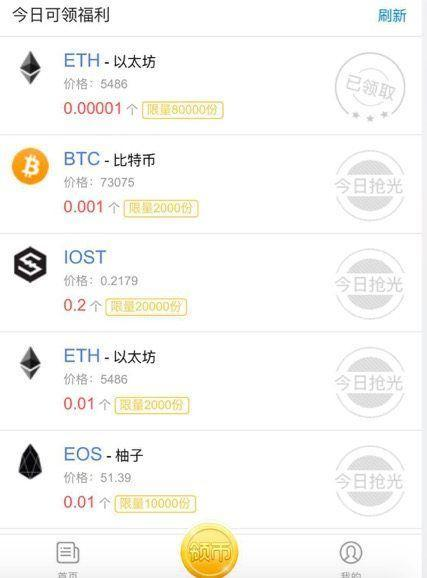 今日可领福利 刷新
ETH - 以太坊
价格：5486
0.00001 个 限量80000份
已领取
BTC - 比特币
价格：73075
0.001 个 限量2000份
今日抢光
IOST
价格：0.2179
0.2 个 限量20000份
今日抢光
ETH - 以太坊
价格：5486
0.01 个 限量2000份
今日抢光
EOS - 柚子
价格：51.39
0.01 个 限量10000份
今日抢光
首页 领币 我的